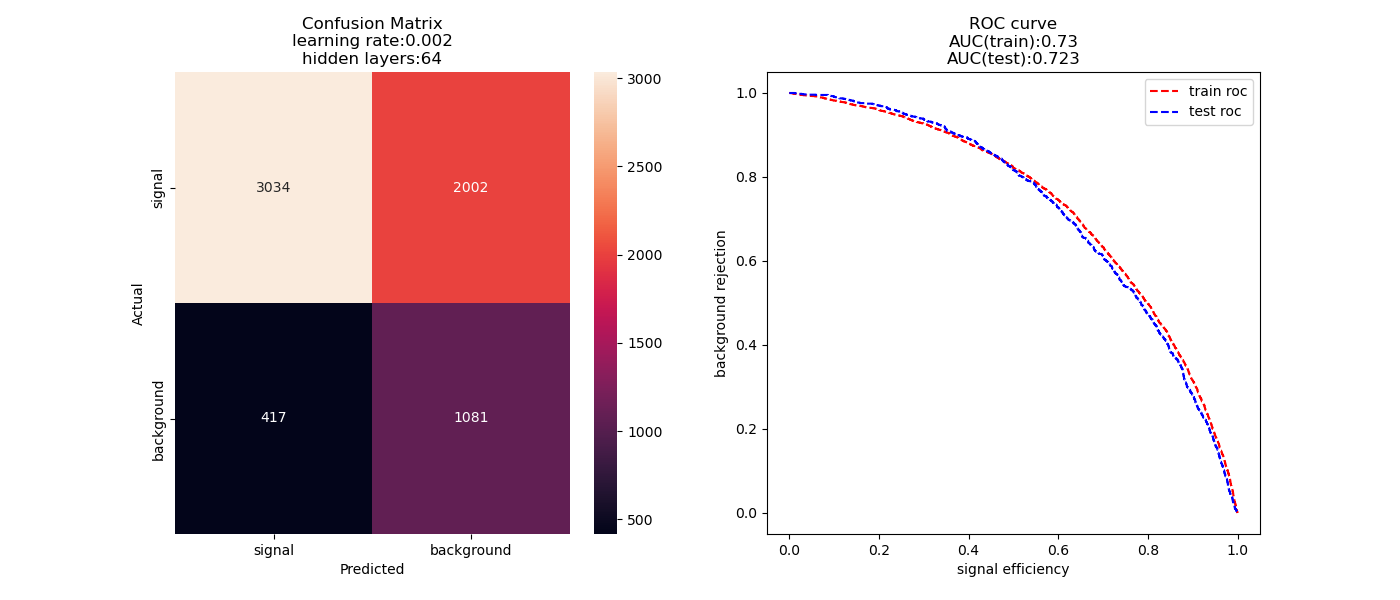 Confusion Matrix
learning rate:0.002
hidden layers:64
signal
background
Actual
3034
2002
417
1081
signal
background
Predicted
3000
2500
2000
1500
1000
500
ROC curve
AUC(train):0.73
AUC(test):0.723
train roc
test roc
background rejection
1.0
0.8
0.6
0.4
0.2
0.0
0.0
0.2
0.4
0.6
0.8
1.0
signal efficiency